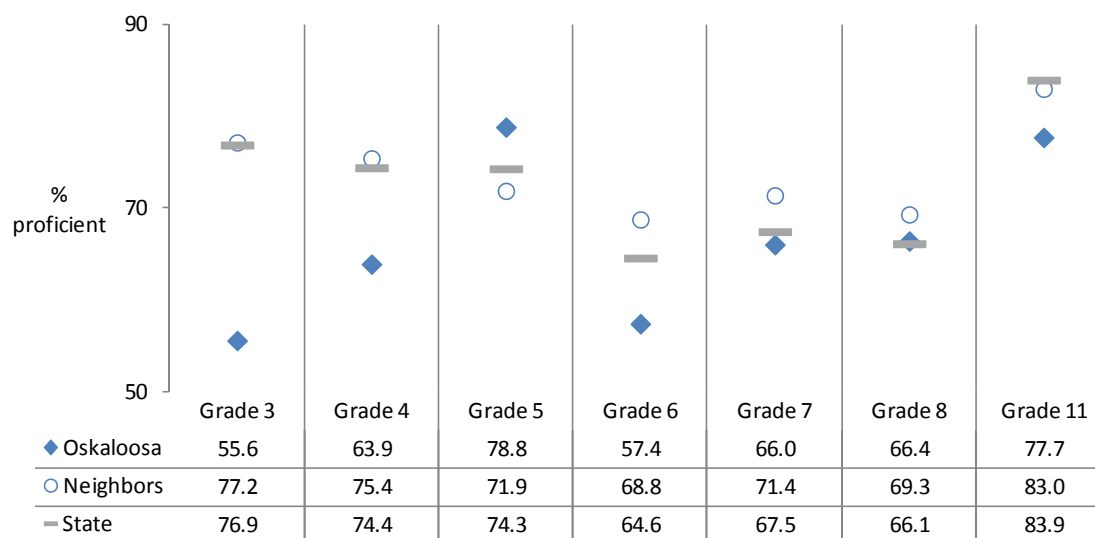 90
%
proficient
70
50
Grade 3 Grade 4 Grade 5 Grade 6 Grade 7 Grade 8 Grade 11
Oskaloosa 55.6 63.9 78.8 57.4 66.0 66.4 77.7
Neighbors 77.2 75.4 71.9 68.8 71.4 69.3 83.0
State 76.9 74.4 74.3 64.6 67.5 66.1 83.9